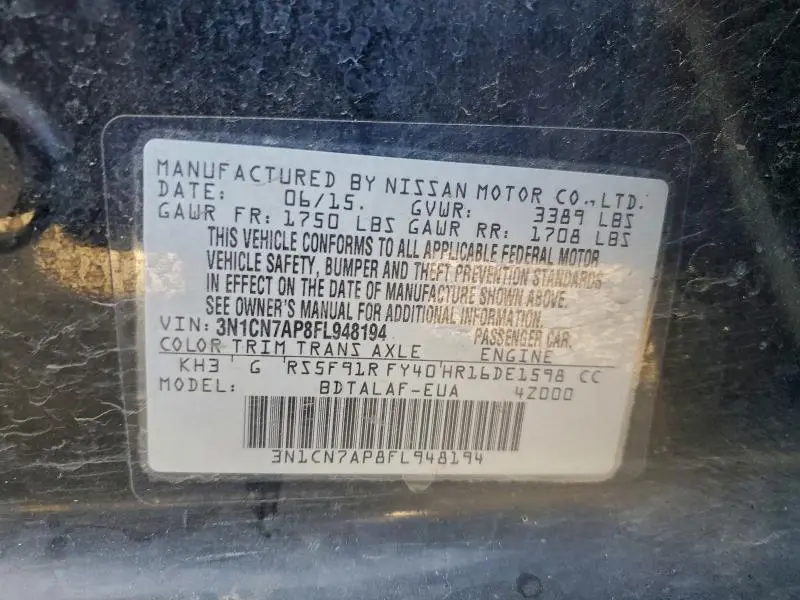 MANUFACTURED BY NISSAN MOTOR CO.,LTD.
DATE: 06/15. GVWR: 3389 LBS
GAWR FR: 1750 LBS GAWR RR: 1708 LBS
THIS VEHICLE CONFORMS TO ALL APPLICABLE FEDERAL MOTOR
VEHICLE SAFETY, BUMPER AND THEFT PREVENTION STANDARDS
IN EFFECT ON THE DATE OF MANUFACTURE SHOWN ABOVE.
SEE OWNER'S MANUAL FOR ADDITIONAL INFORMATION.
VIN: 3N1CN7AP8FL948194 PASSENGER CAR.
COLOR TRIM TRANS AXLE ENGINE
KH3 G RS5F91R FY40 HR16DE1598 CC
MODEL: BDTALAF-EUA 4Z000
3N1CN7AP8FL948194